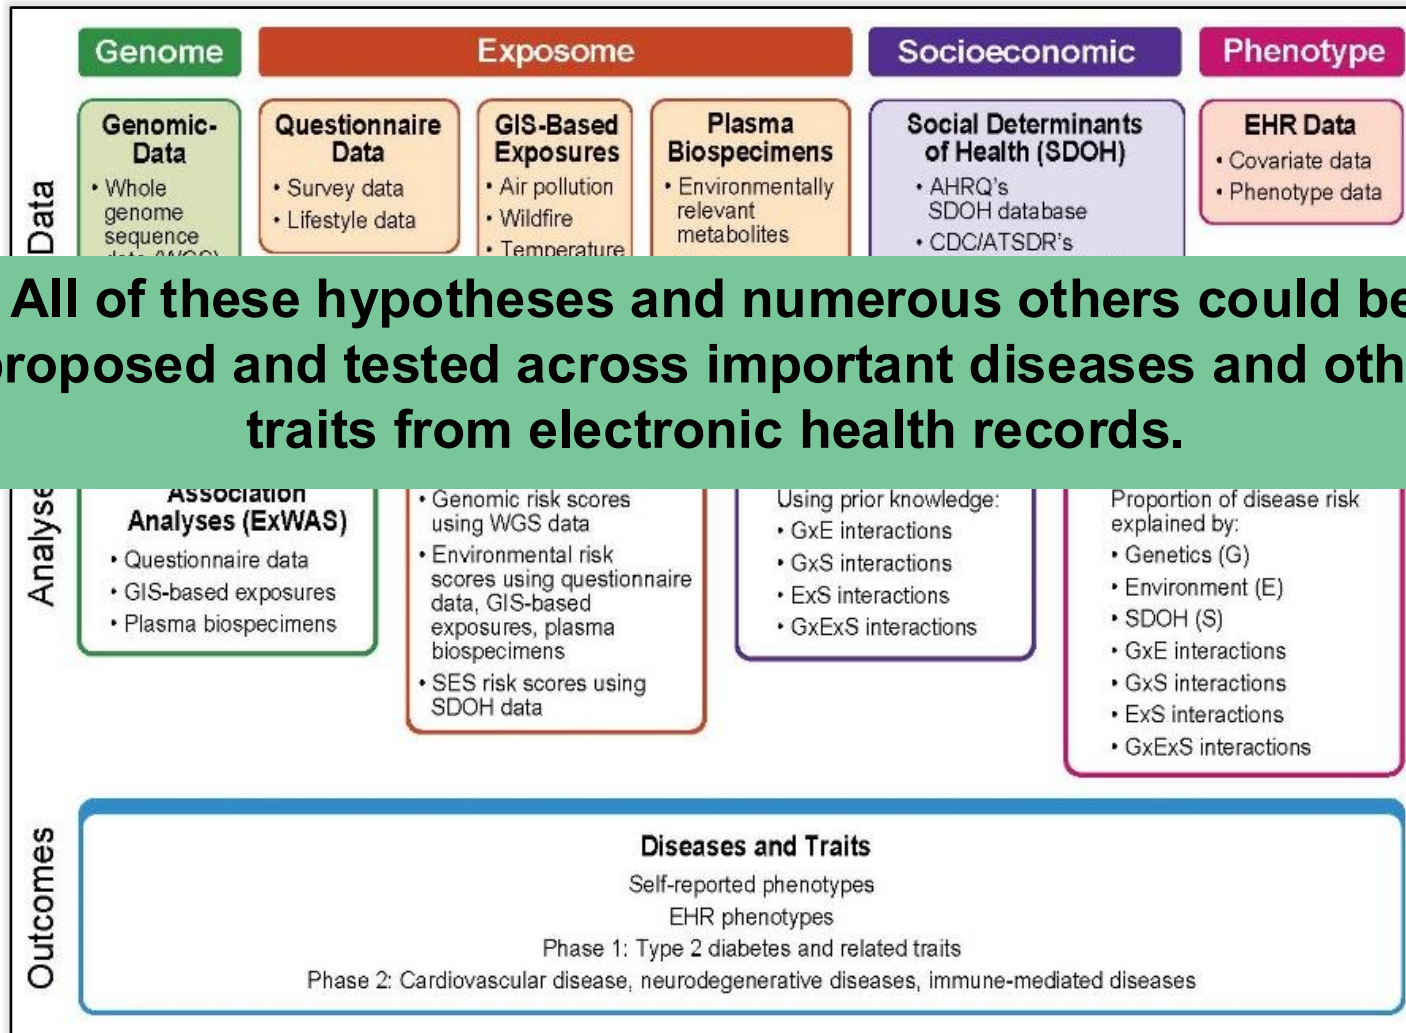 Genome
Exposome
Socioeconomic
Phenotype
Data
Genomic-
Data
• Whole
genome
sequence
Questionnaire
Data
• Survey data
• Lifestyle data
GIS-Based
Exposures
• Air pollution
• Wildfire
• Temperature
Plasma
Biospecimens
• Environmentally
relevant
metabolites
Social Determinants
of Health (SDOH)
• AHRQ's
SDOH database
• CDC/ATSDR's
EHR Data
• Covariate data
• Phenotype data
All of these hypotheses and numerous others could be
proposed and tested across important diseases and oth
traits from electronic health records.
Analyse
Association
Analyses (ExWAS)
• Questionnaire data
• GIS-based exposures
• Plasma biospecimens
• Genomic risk scores
using WGS data
• Environmental risk
scores using questionnaire
data, GIS-based
exposures, plasma
biospecimens
• SES risk scores using
SDOH data
Using prior knowledge:
• GxE interactions
• GxS interactions
• ExS interactions
• GxExS interactions
Proportion of disease risk
explained by:
• Genetics (G)
• Environment (E)
• SDOH (S)
• GxE interactions
• GxS interactions
• ExS interactions
• GxExS interactions
Outcomes
Diseases and Traits
Self-reported phenotypes
EHR phenotypes
Phase 1: Type 2 diabetes and related traits
Phase 2: Cardiovascular disease, neurodegenerative diseases, immune-mediated diseases